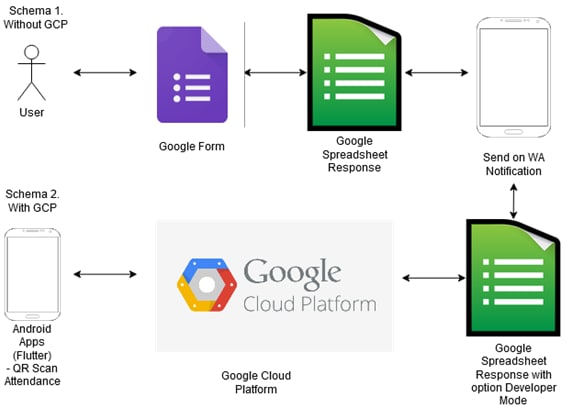 Schema 1.
Without GCP
User
Google Form
Google
Spreadsheet
Response
Send on WA
Notification
Schema 2.
With GCP
Android
Apps
(Flutter)
- QR Scan
Attendance
Google
Cloud Platform
Google Cloud
Platform
Google
Spreadsheet
Response with
option Developer
Mode